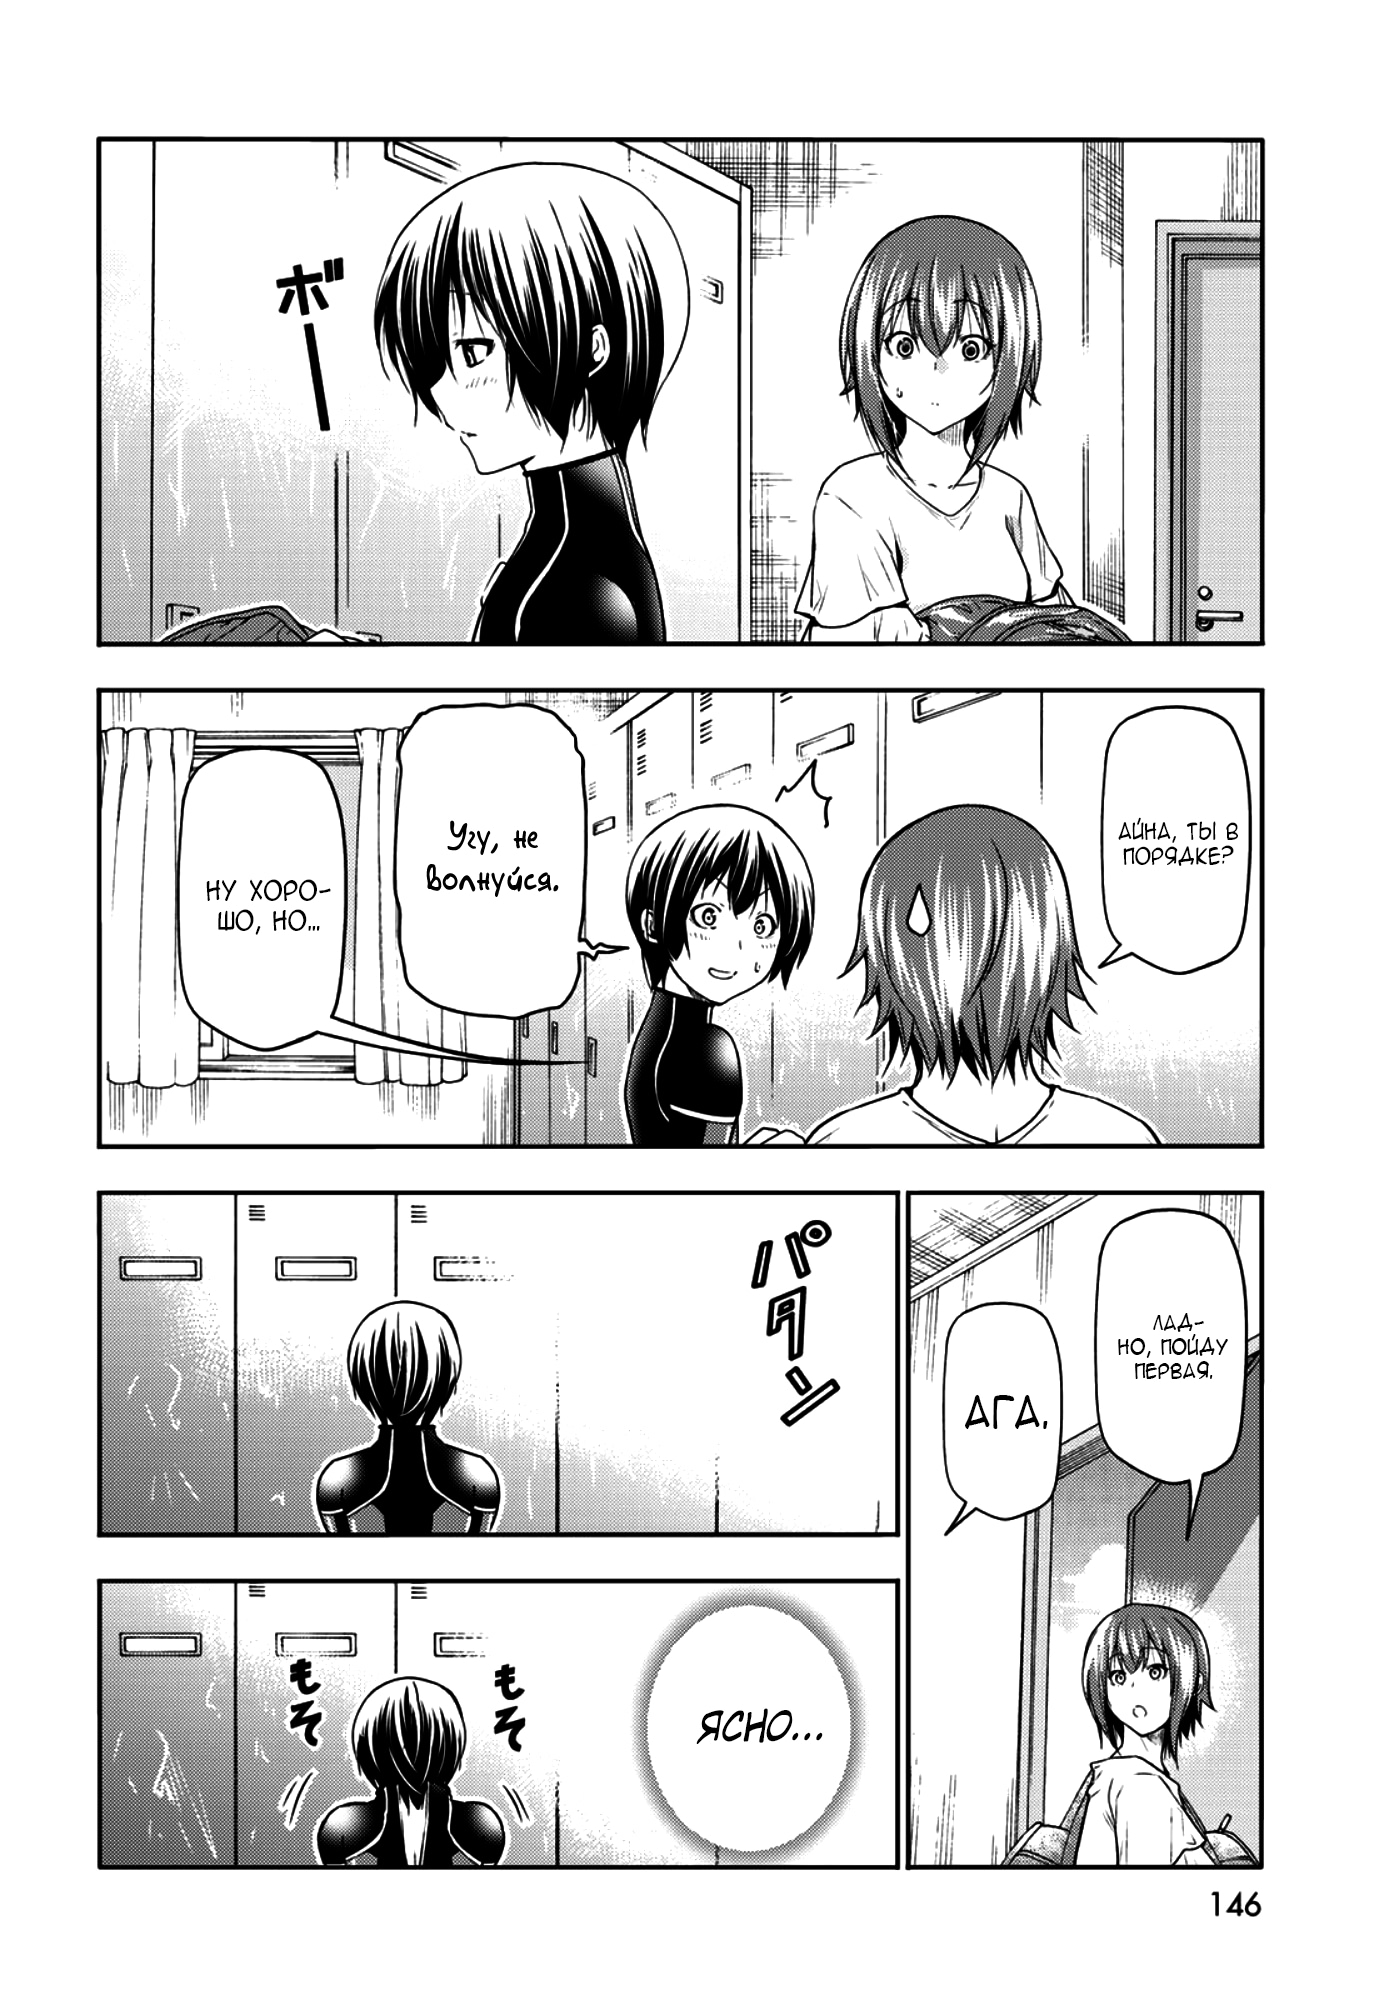 ボー
АЙНА, ТЫ В
ПОРЯДКЕ?
Угу, не
волнуйся.
НУ ХОРО-
ШО, НО...
ЛАД-
НО, ПОЙДУ
ПЕРВАЯ.
АГА.
パタン
ЯСНО...
もそ
もそ
146